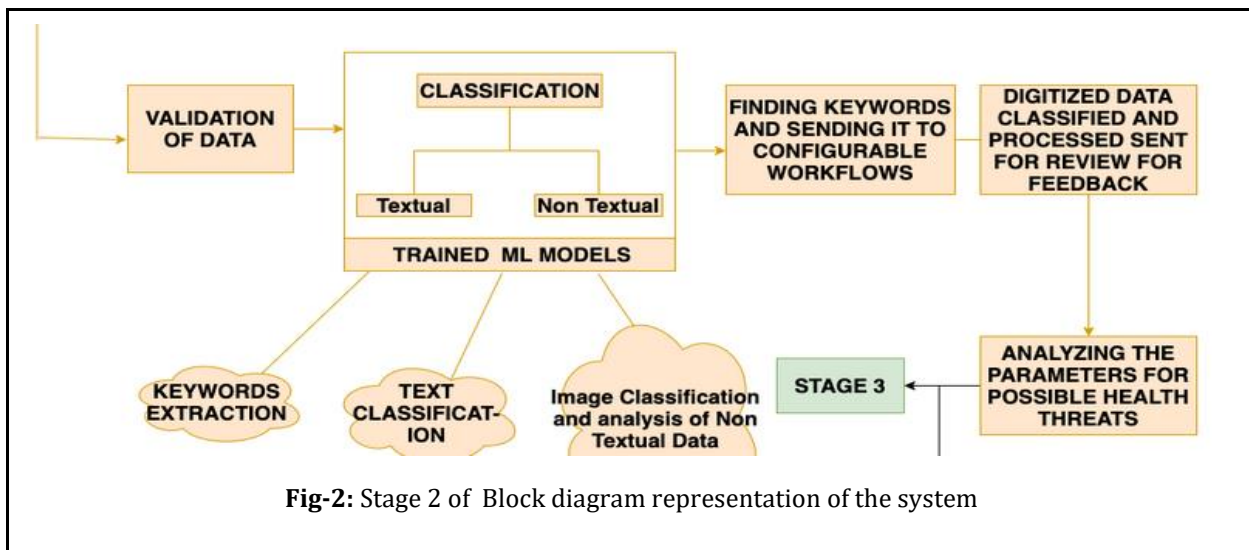 VALIDATION
OF DATA
CLASSIFICATION
Textual
Non Textual
TRAINED ML MODELS
FINDING KEYWORDS
AND SENDING IT TO
CONFIGURABLE
WORKFLOWS
DIGITIZED DATA
CLASSIFIED AND
PROCESSED SENT
FOR REVIEW FOR
FEEDBACK
KEYWORDS
EXTRACTION
TEXT
CLASSIFICAT-
ION
Image Classification
and analysis of Non
Textual Data
STAGE 3
ANALYZING THE
PARAMETERS FOR
POSSIBLE HEALTH
THREATS
Fig-2: Stage 2 of Block diagram representation of the system